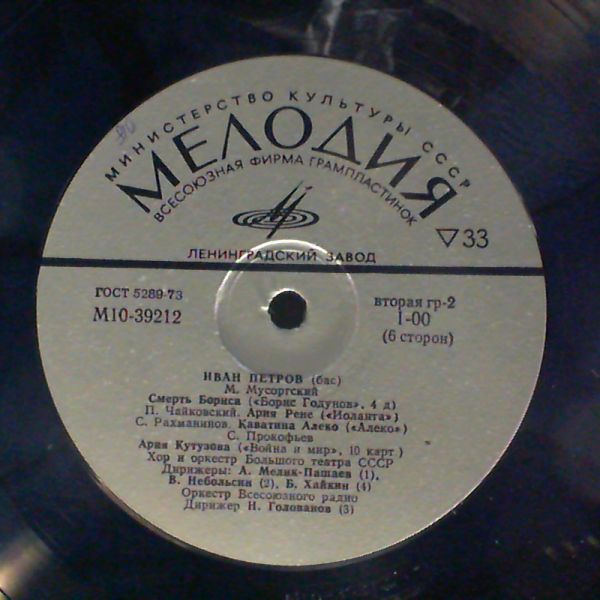 МИНИСТЕРСТВО КУЛЬТУРЫ СССР
МЕЛОДИЯ
ВСЕСОЮЗНАЯ ФИРМА ГРАМПЛАСТИНОК
▽33
ЛЕНИНГРАДСКИЙ ЗАВОД
ГОСТ 5289-73
М10-39212
вторая гр-2
1-00
(6 сторон)
ИВАН ПЕТРОВ (бас)
М. Мусоргский
Смерть Бориса («Борис Годунов», 4 д)
П. Чайковский. Ария Рене («Иоланта»)
С. Рахманинов. Каватина Алеко («Алеко»)
С. Прокофьев
Ария Кутузова («Война и мир», 10 карт)
Хор и оркестр Большого театра СССР
Дирижеры: А. Мелик-Пашаев (1),
В. Небольсин (2), Б. Хайкин (4)
Оркестр Всесоюзного радио
Дирижер Н. Голованов (3)